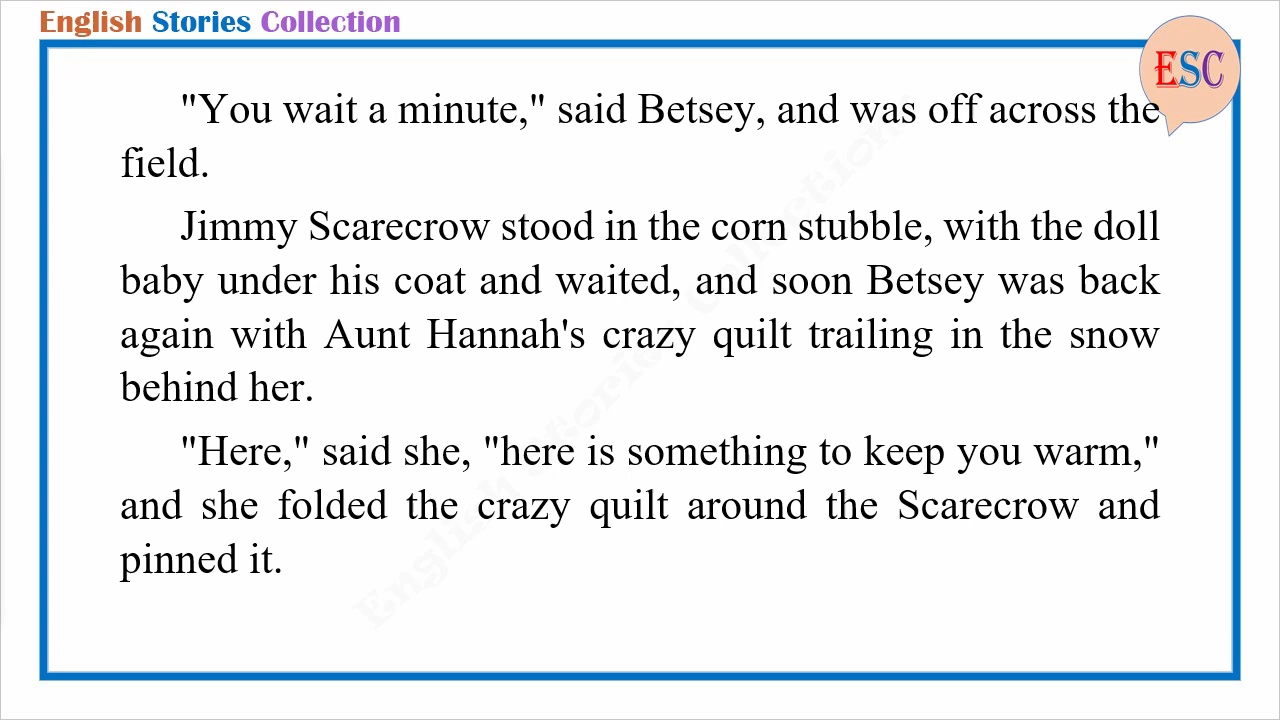 English Stories Collection
ESC
"You wait a minute," said Betsey, and was off across the
field.
Jimmy Scarecrow stood in the corn stubble, with the doll
baby under his coat and waited, and soon Betsey was back
again with Aunt Hannah's crazy quilt trailing in the snow
behind her.
"Here," said she, "here is something to keep you warm,"
and she folded the crazy quilt around the Scarecrow and
pinned it.
English Stories Collection